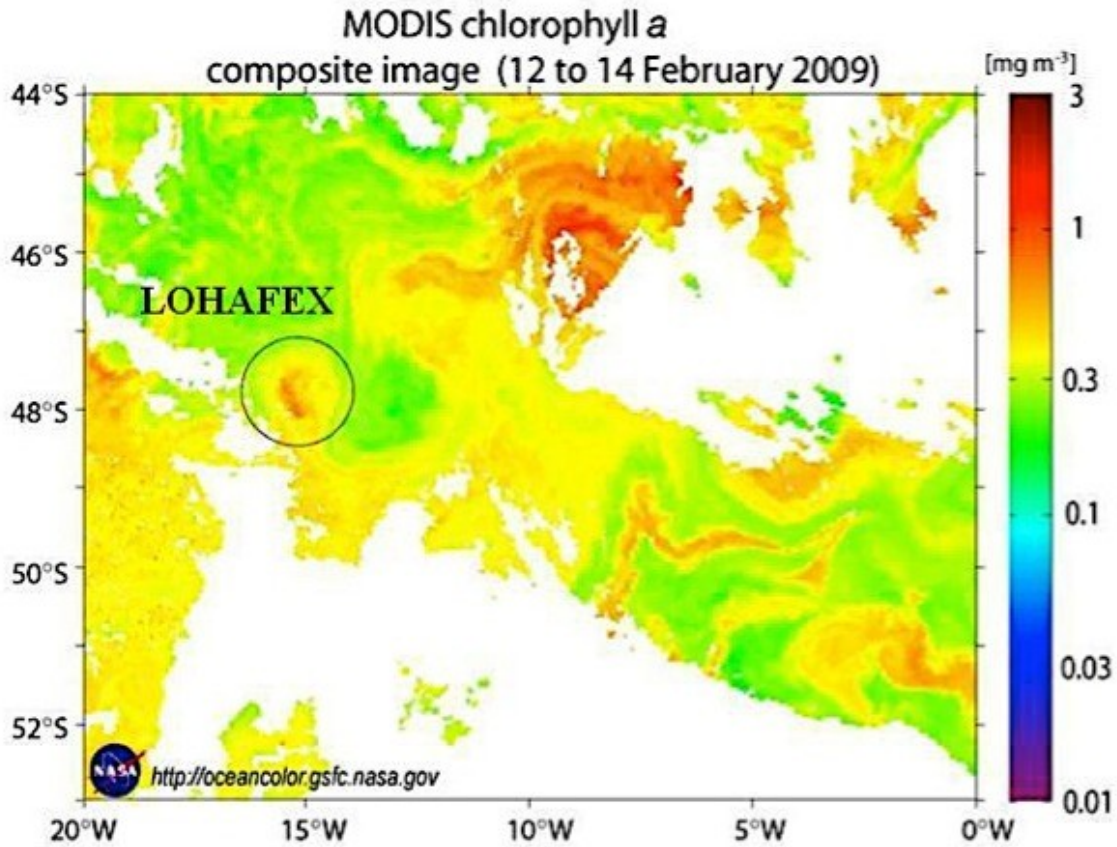 MODIS chlorophyll a
composite image (12 to 14 February 2009)
[mg m⁻³]
44°S
46°S
48°S
50°S
52°S
LOHAFEX
NASA
http://oceancolor.gsfc.nasa.gov
20°W
15°W
10°W
5°W
0°W
3
1
0.3
0.1
0.03
0.01